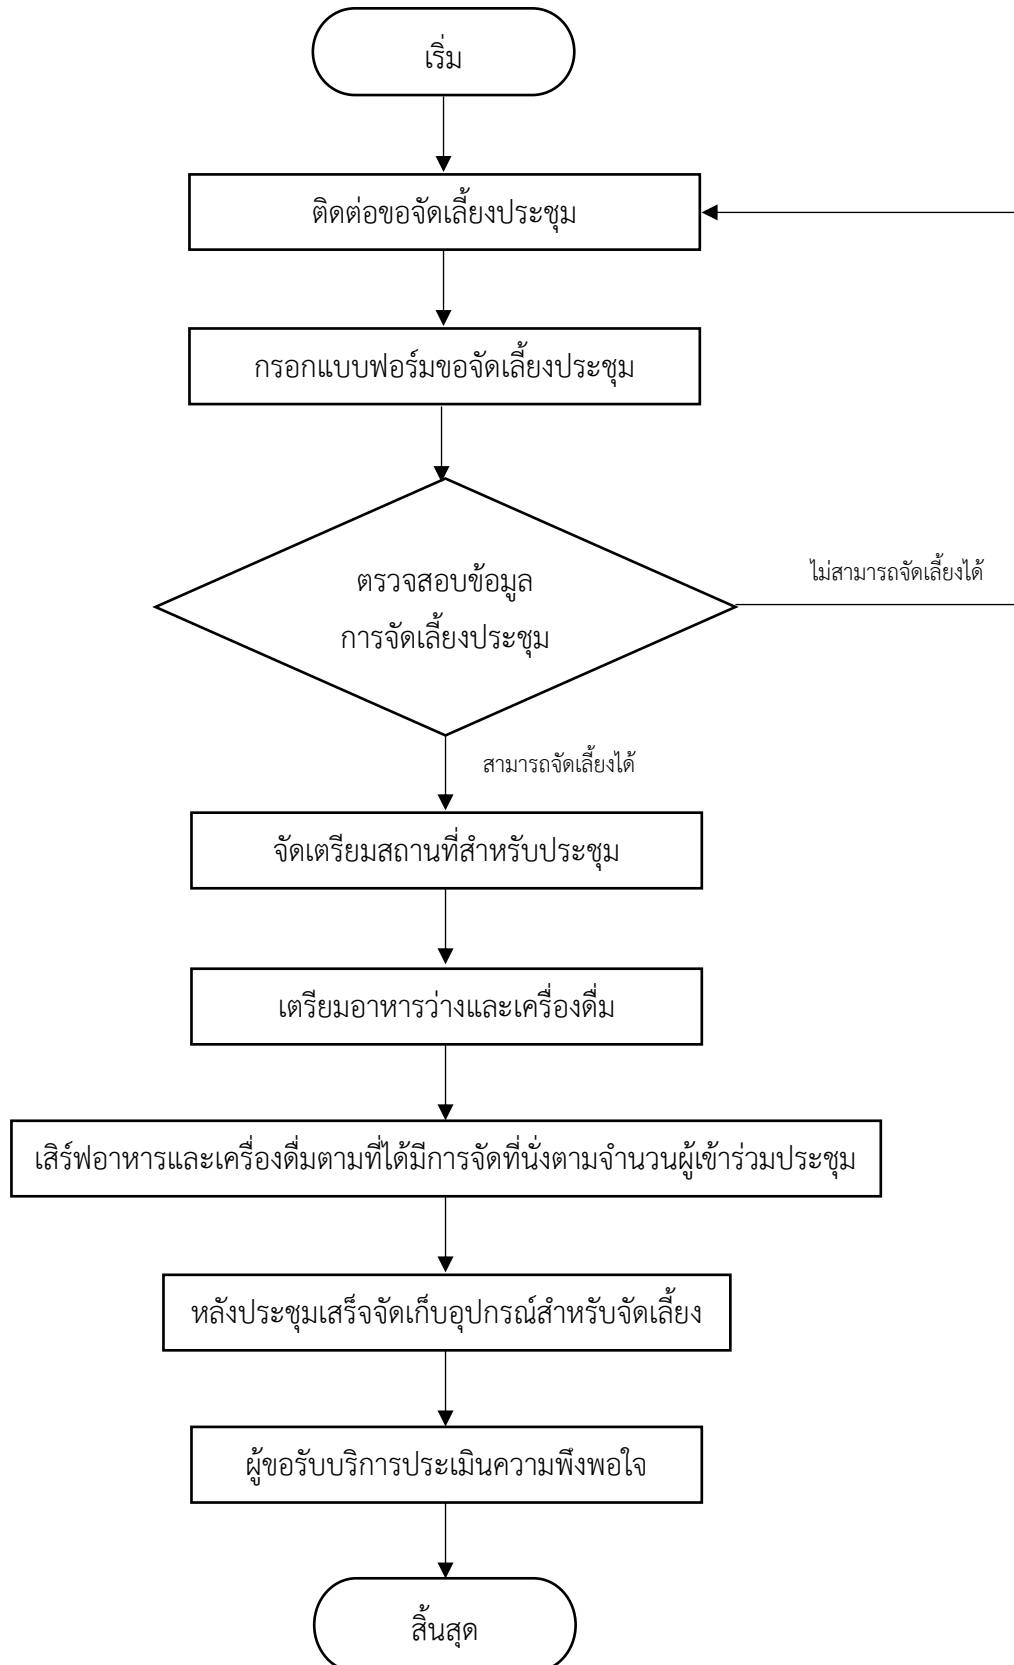 เริ่ม
ติดต่อขอจัดเลี้ยงประชุม
กรอกแบบฟอร์มขอจัดเลี้ยงประชุม
ตรวจสอบข้อมูล
การจัดเลี้ยงประชุม
ไม่สามารถจัดเลี้ยงได้
สามารถจัดเลี้ยงได้
จัดเตรียมสถานที่สำหรับประชุม
เตรียมอาหารว่างและเครื่องดื่ม
เสิร์ฟอาหารและเครื่องดื่มตามที่ได้มีการจัดที่นั่งตามจำนวนผู้เข้าร่วมประชุม
หลังประชุมเสร็จจัดเก็บอุปกรณ์สำหรับจัดเลี้ยง
ผู้ขอรับบริการประเมินความพึงพอใจ
สิ้นสุด